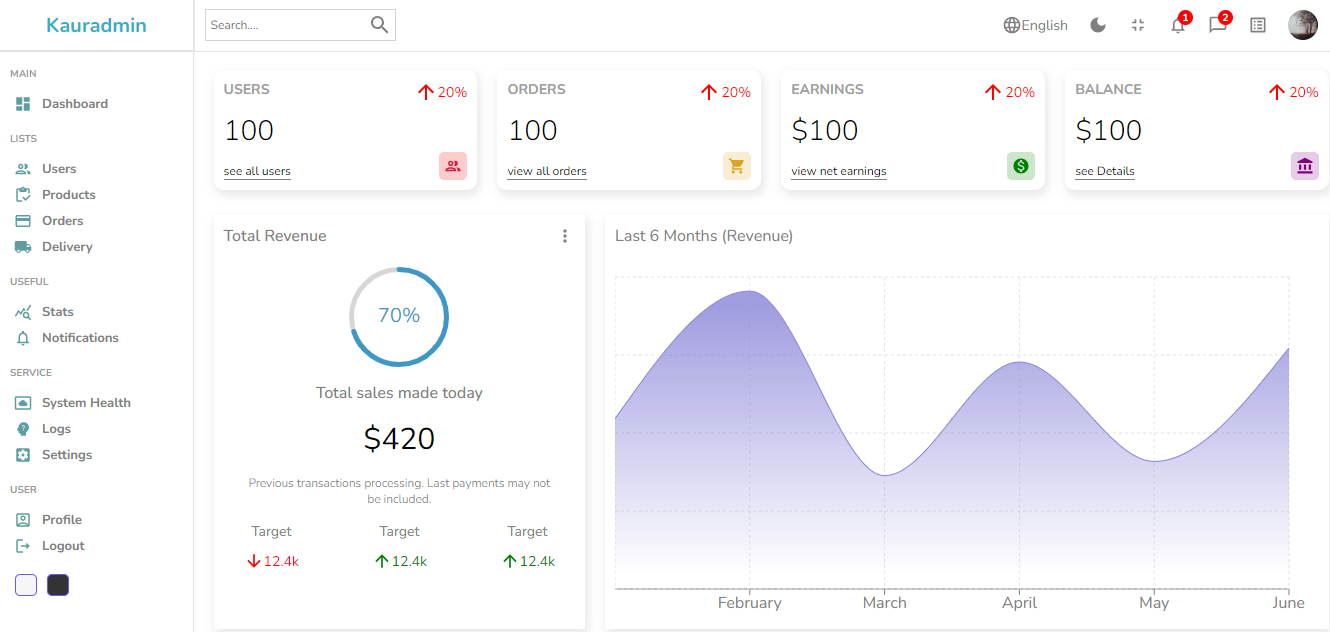 Kauradmin
Search....
English
1
2
MAIN
Dashboard
LISTS
Users
Products
Orders
Delivery
USEFUL
Stats
Notifications
SERVICE
System Health
Logs
Settings
USER
Profile
Logout
USERS
20%
100
see all users
ORDERS
20%
100
view all orders
EARNINGS
20%
$100
view net earnings
BALANCE
20%
$100
see Details
Total Revenue
70%
Total sales made today
$420
Previous transactions processing. Last payments may not
be included.
Target Target Target
12.4k 12.4k 12.4k
Last 6 Months (Revenue)
February March April May June